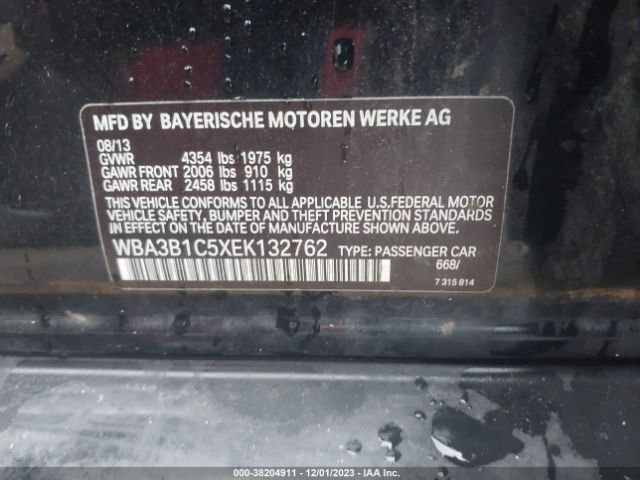 MFD BY BAYERISCHE MOTOREN WERKE AG
08/13
GVWR 4354 lbs 1975 kg
GAWR FRONT 2006 lbs 910 kg
GAWR REAR 2458 lbs 1115 kg
THIS VEHICLE CONFORMS TO ALL APPLICABLE U.S.FEDERAL MOTOR
VEHICLE SAFETY, BUMPER AND THEFT PREVENTION STANDARDS
IN EFFECT ON THE DATE OF MANUFACTURE SHOWN ABOVE.
WBA3B1C5XEK132762 TYPE: PASSENGER CAR
668/
7 315 814
000-38204911 - 12/01/2023 - IAA Inc.